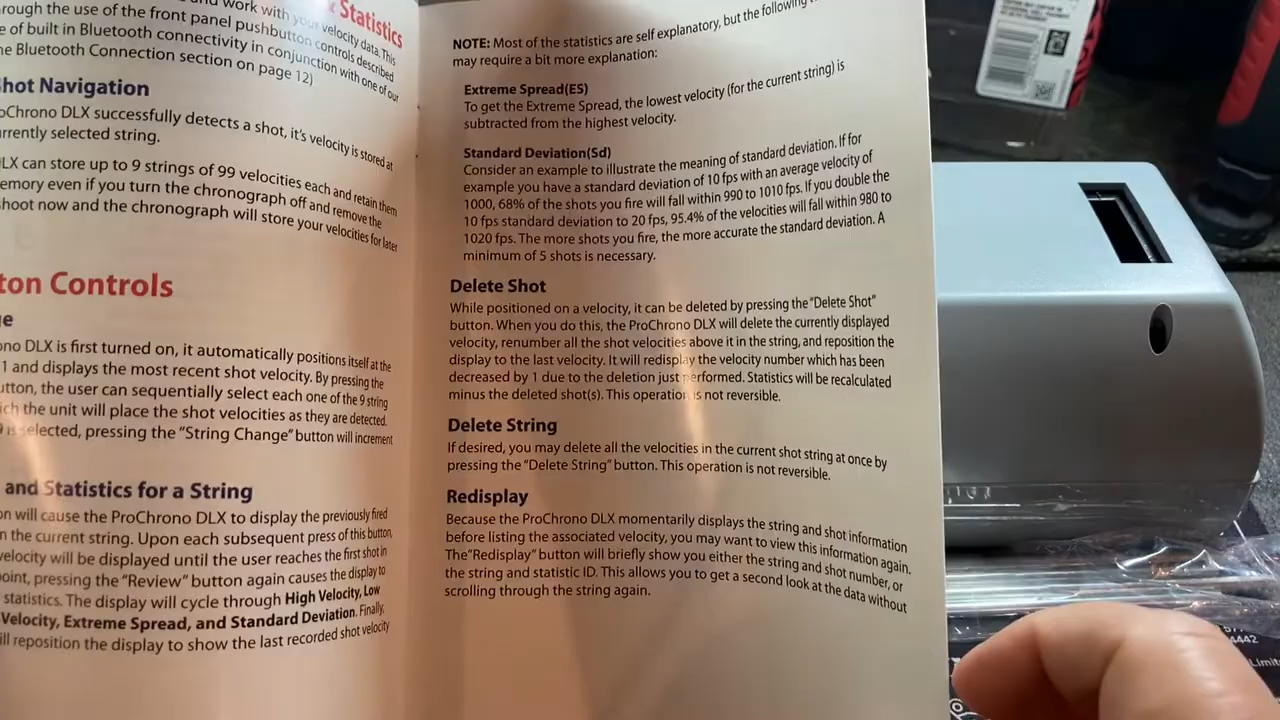 & Statistics
and work with your velocity data. This
rough the use of the front panel pushbutton controls described
e of built in Bluetooth connectivity in conjunction with one of our
ne Bluetooth Connection section on page 12)
hot Navigation
oChrono DLX successfully detects a shot, it's velocity is stored at
rrently selected string.
LX can store up to 9 strings of 99 velocities each and retain them
emory even if you turn the chronograph off and remove the
shoot now and the chronograph will store your velocities for later
ton Controls
e
ono DLX is first turned on, it automatically positions itself at the
1 and displays the most recent shot velocity. By pressing the
utton, the user can sequentially select each one of the 9 string
ich the unit will place the shot velocities as they are detected.
9 is selected, pressing the "String Change" button will increment
and Statistics for a String
on will cause the ProChrono DLX to display the previously fired
n the current string. Upon each subsequent press of this button,
velocity will be displayed until the user reaches the first shot in
point, pressing the "Review" button again causes the display to
statistics. The display will cycle through High Velocity, Low
Velocity, Extreme Spread, and Standard Deviation. Finally,
ill reposition the display to show the last recorded shot velocity
NOTE: Most of the statistics are self explanatory, but the following
may require a bit more explanation:
Extreme Spread(ES)
To get the Extreme Spread, the lowest velocity (for the current string) is
subtracted from the highest velocity.
Standard Deviation(Sd)
Consider an example to illustrate the meaning of standard deviation. If for
example you have a standard deviation of 10 fps with an average velocity of
1000, 68% of the shots you fire will fall within 990 to 1010 fps. If you double the
10 fps standard deviation to 20 fps, 95.4% of the velocities will fall within 980 to
1020 fps. The more shots you fire, the more accurate the standard deviation. A
minimum of 5 shots is necessary.
Delete Shot
While positioned on a velocity, it can be deleted by pressing the "Delete Shot"
button. When you do this, the ProChrono DLX will delete the currently displayed
velocity, renumber all the shot velocities above it in the string, and reposition the
display to the last velocity. It will redisplay the velocity number which has been
decreased by 1 due to the deletion just performed. Statistics will be recalculated
minus the deleted shot(s). This operation is not reversible.
Delete String
If desired, you may delete all the velocities in the current shot string at once by
pressing the "Delete String" button. This operation is not reversible.
Redisplay
Because the ProChrono DLX momentarily displays the string and shot information
before listing the associated velocity, you may want to view this information again.
The"Redisplay" button will briefly show you either the string and shot number, or
the string and statistic ID. This allows you to get a second look at the data without
scrolling through the string again.
4442
Limit